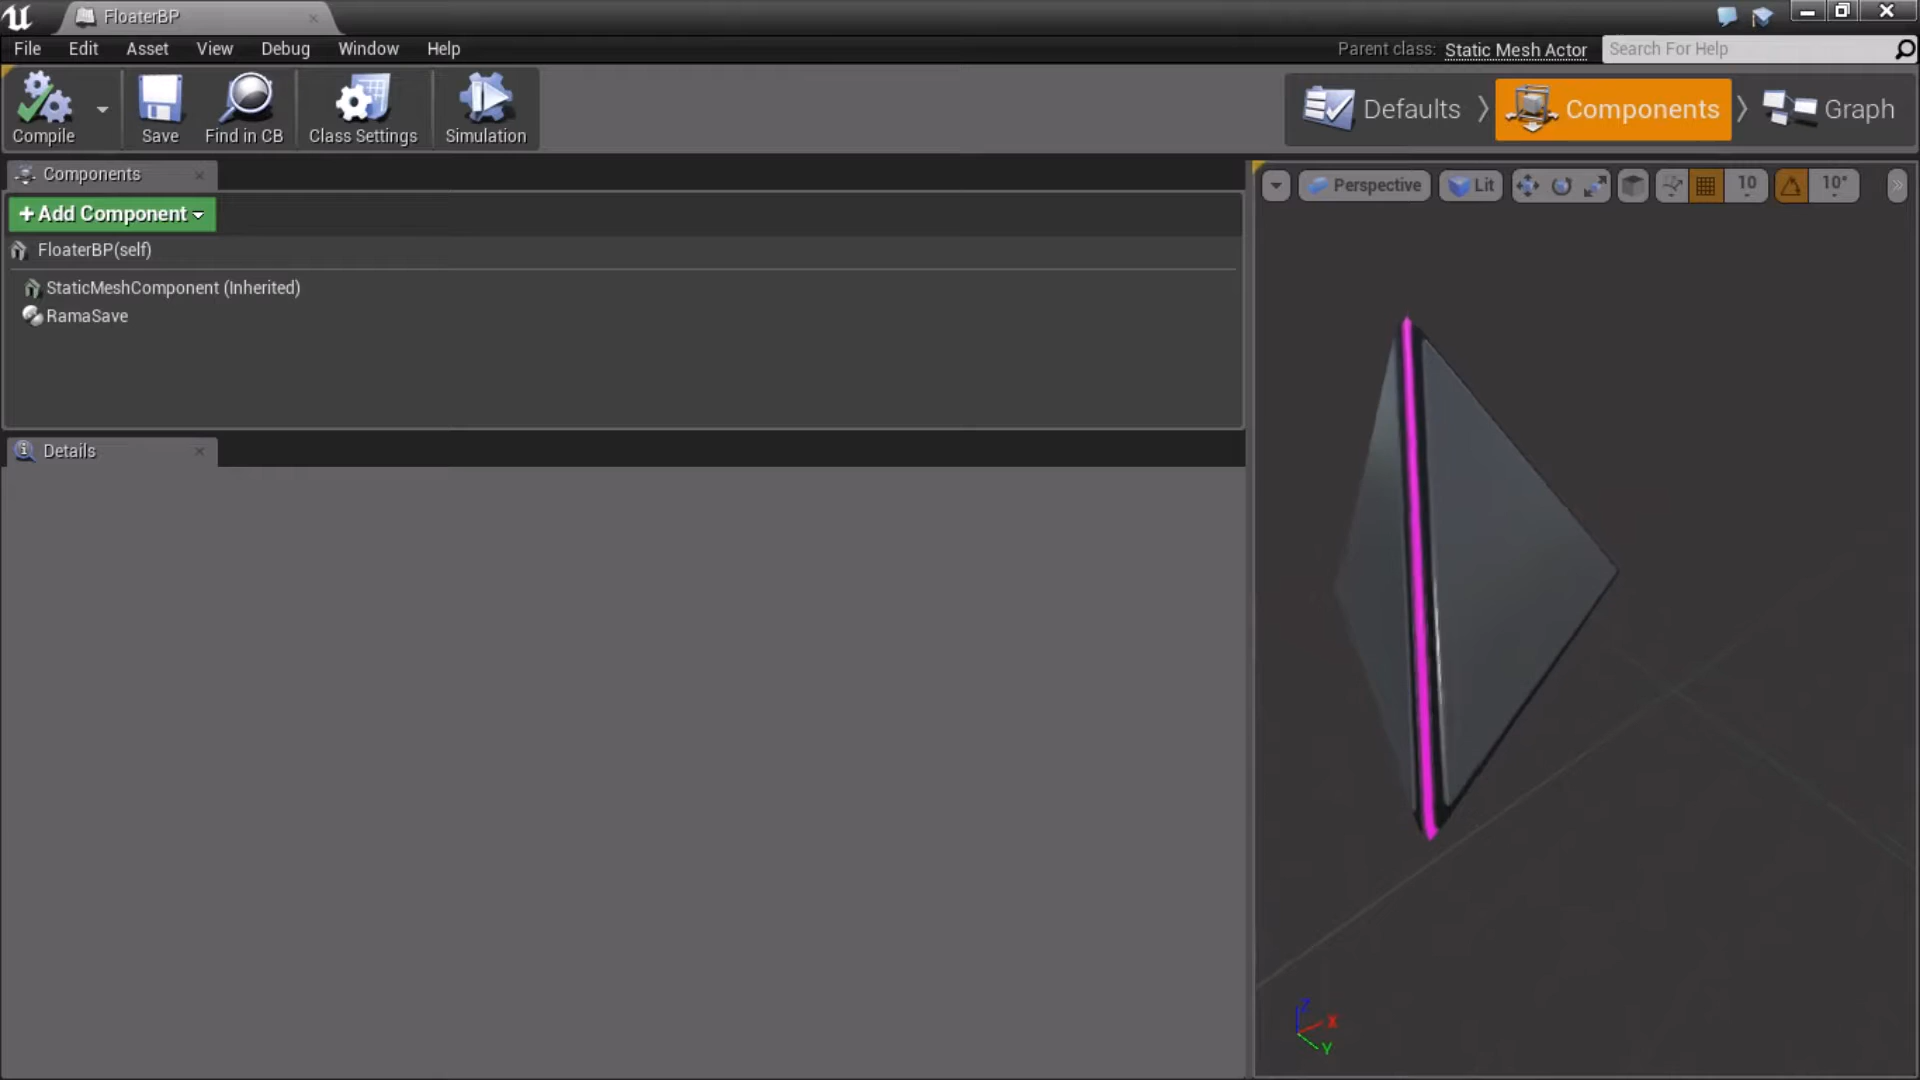 FloaterBP
File Edit Asset View Debug Window Help
Parent class: Static Mesh Actor
Search For Help
Compile Save Find in CB Class Settings Simulation
Defaults Components Graph
Components
+Add Component
FloaterBP(self)
StaticMeshComponent (Inherited)
RamaSave
Details
Perspective Lit 10 10°
Z
X
Y